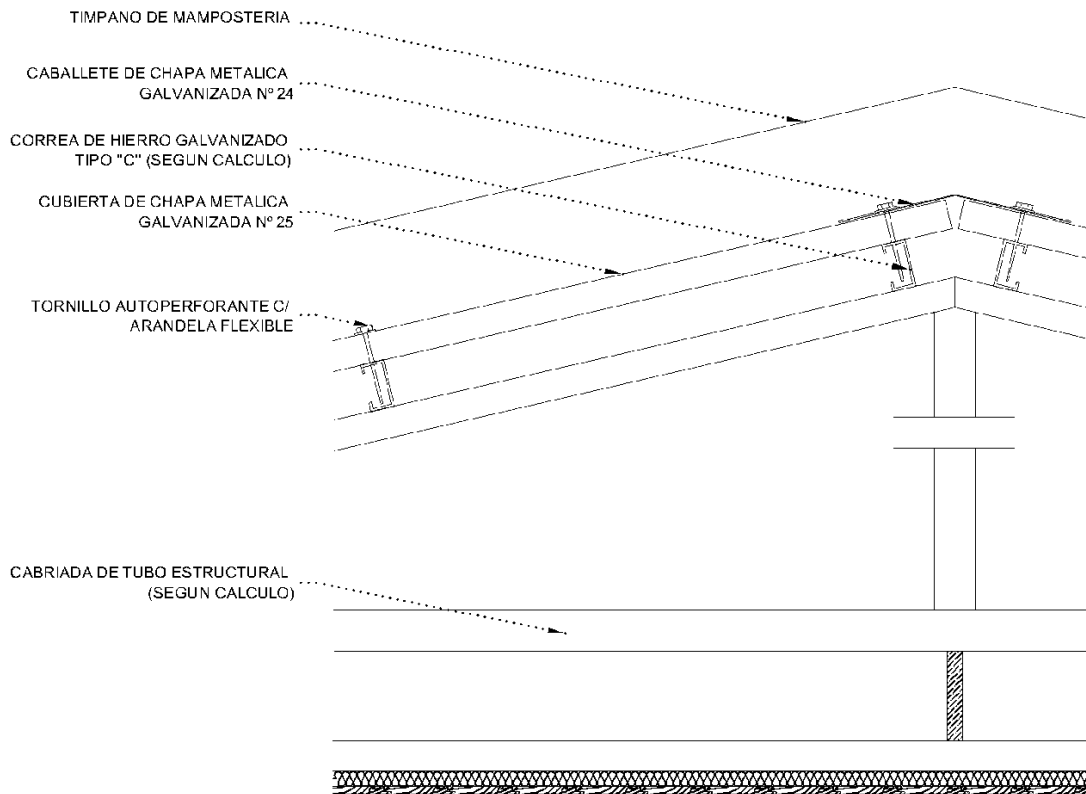 TIMPANO DE MAMPOSTERIA
CABALLETE DE CHAPA METALICA
GALVANIZADA Nº 24
CORREA DE HIERRO GALVANIZADO
TIPO "C" (SEGUN CALCULO)
CUBIERTA DE CHAPA METALICA
GALVANIZADA Nº 25
TORNILLO AUTOPERFORANTE C/
ARANDELA FLEXIBLE
CABRIADA DE TUBO ESTRUCTURAL
(SEGUN CALCULO)